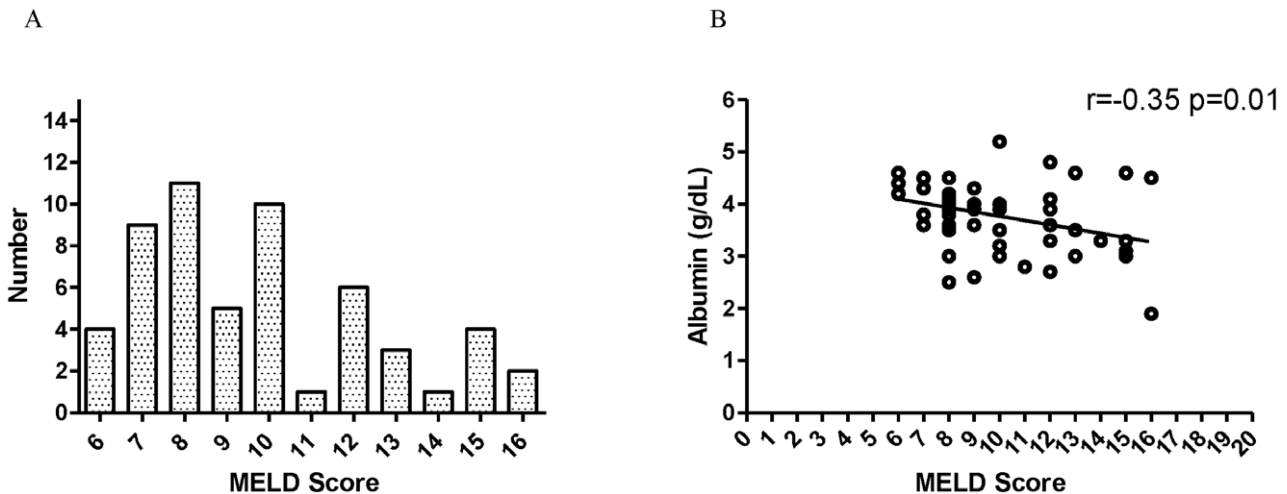 A
Number
14
12
10
8
6
4
2
0
6 7 8 9 10 11 12 13 14 15 16
MELD Score
B
r=-0.35 p=0.01
Albumin (g/dL)
6
5
4
3
2
1
0
0 1 2 3 4 5 6 7 8 9 10 11 12 13 14 15 16 17 18 19 20
MELD Score